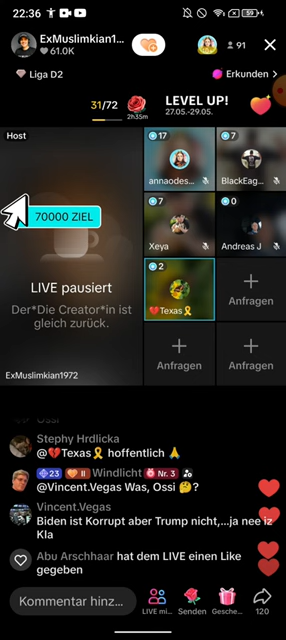 22:36
59
ExMuslimkian1...
61.0K
91
Liga D2
Erkunden
31/72
2h35m
LEVEL UP!
27.05.-29.05.
Host
70000 ZIEL
LIVE pausiert
Der*Die Creator*in ist
gleich zurück.
ExMuslimkian1972
17
annaodes...
7
BlackEag...
7
Xeya
0
Andreas J
2
💔Texas🎗
Anfragen
Anfragen
Anfragen
Ossi
Stephy Hrdlicka
@💔Texas🎗 hoffentlich 🙏
23 II Windlicht Nr. 3
@Vincent.Vegas Was, Ossi 🤔?
Vincent.Vegas
Biden ist Korrupt aber Trump nicht,...ja nee iz
Kla
Abu Arschhaar hat dem LIVE einen Like
gegeben
Kommentar hinz...
LIVE mi...
Senden
Gesche...
120